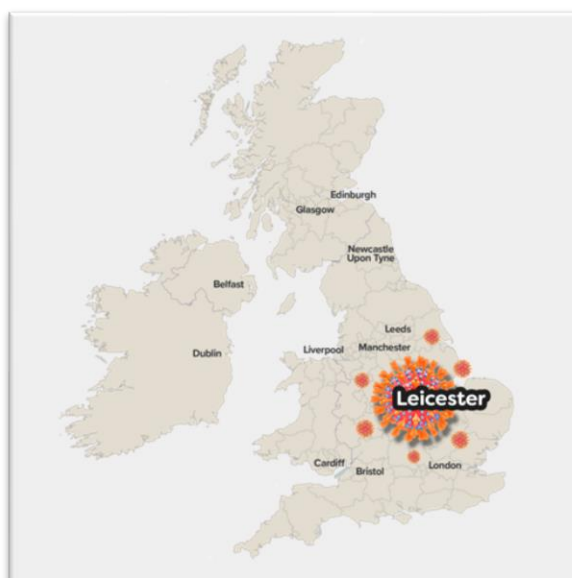 Edinburgh
Glasgow
Newcastle
Upon Tyne
Belfast
Leeds
Dublin
Liverpool
Manchester
Leicester
Cardiff
Bristol
London